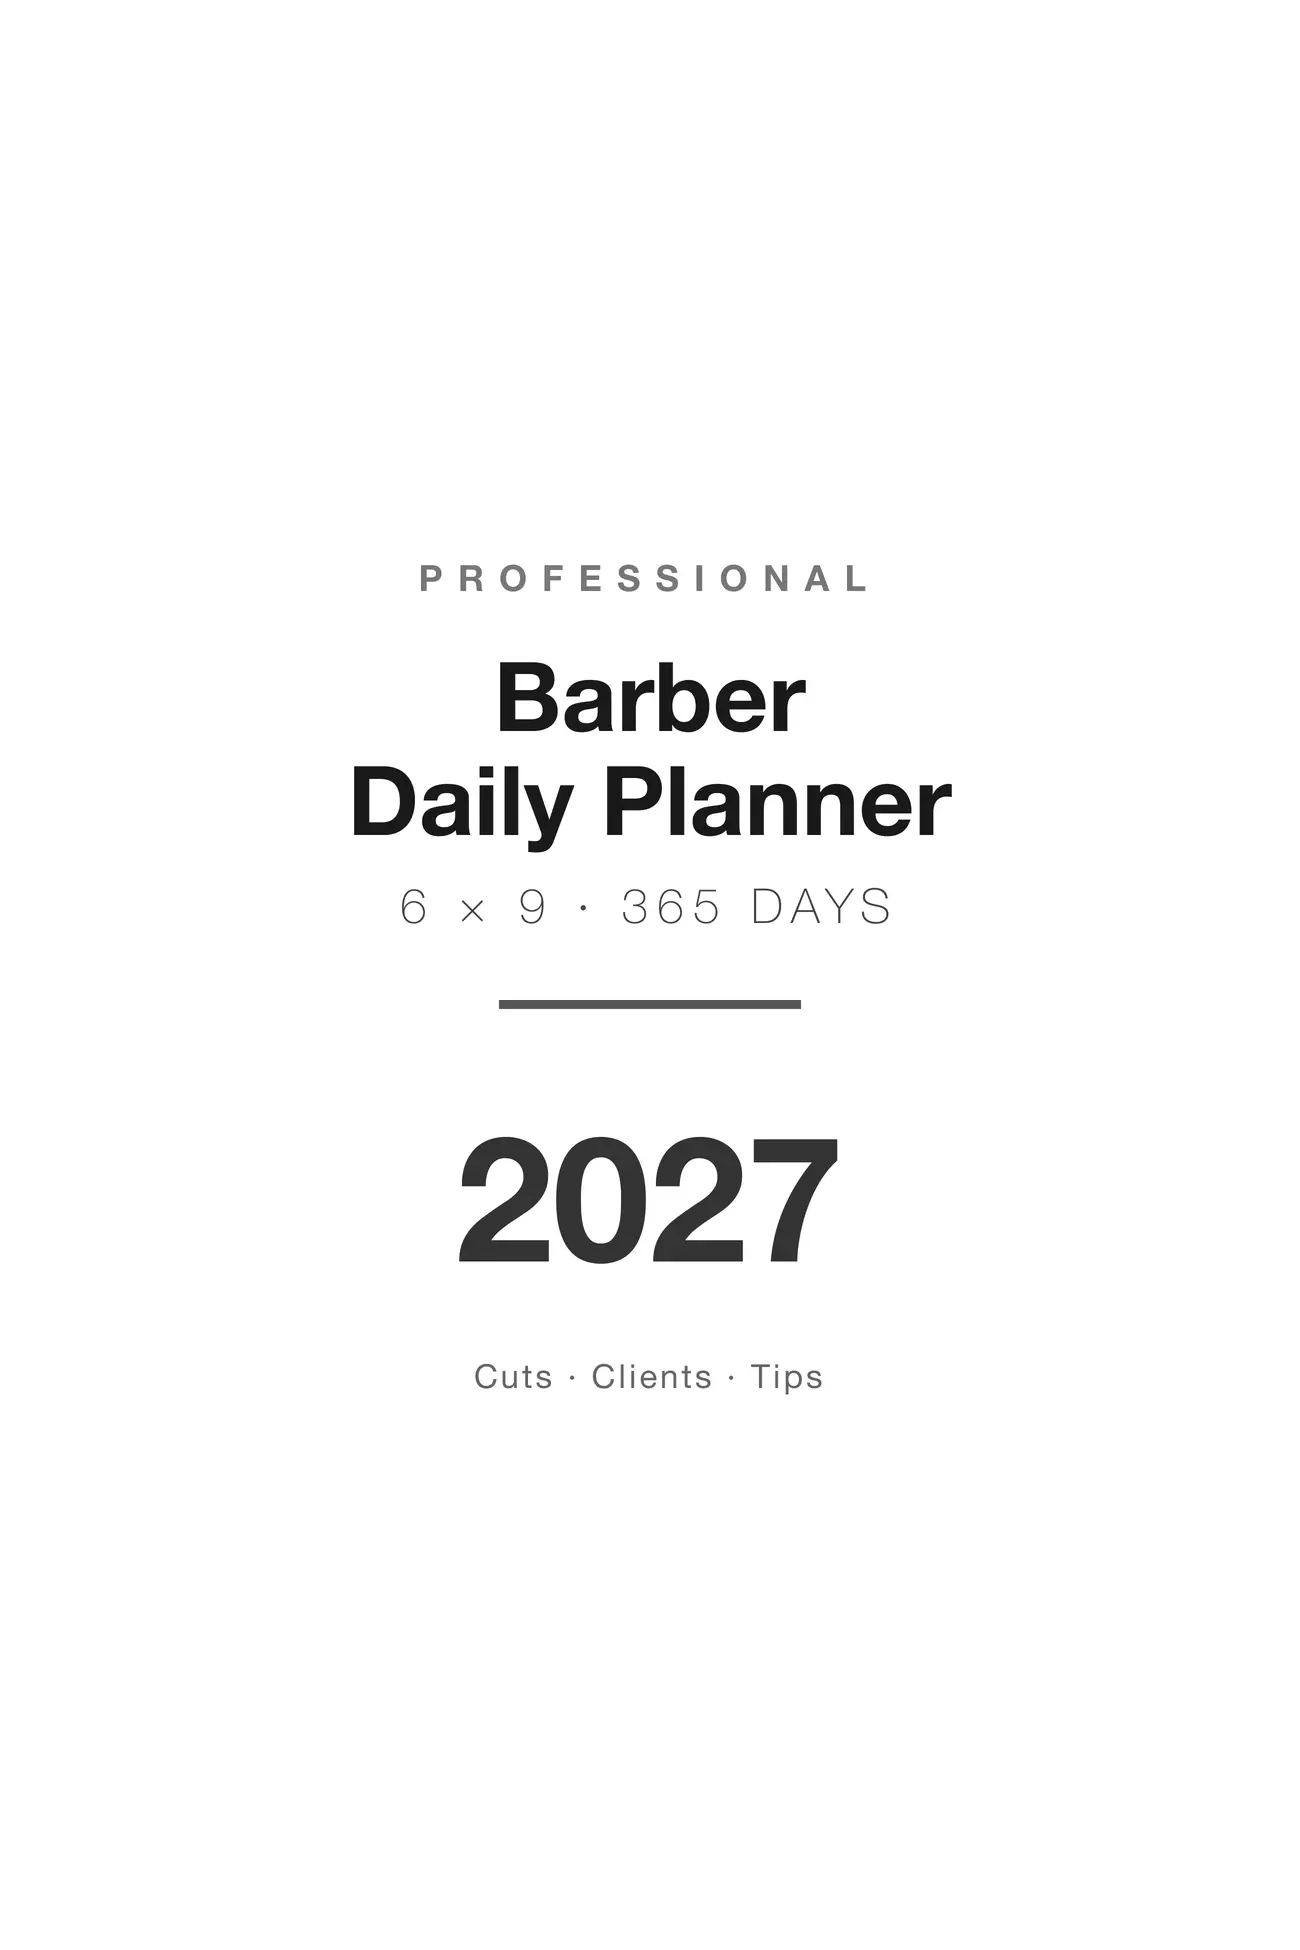 PROFESSIONAL
Barber
Daily Planner
6 × 9 · 365 DAYS
2027
Cuts · Clients · Tips